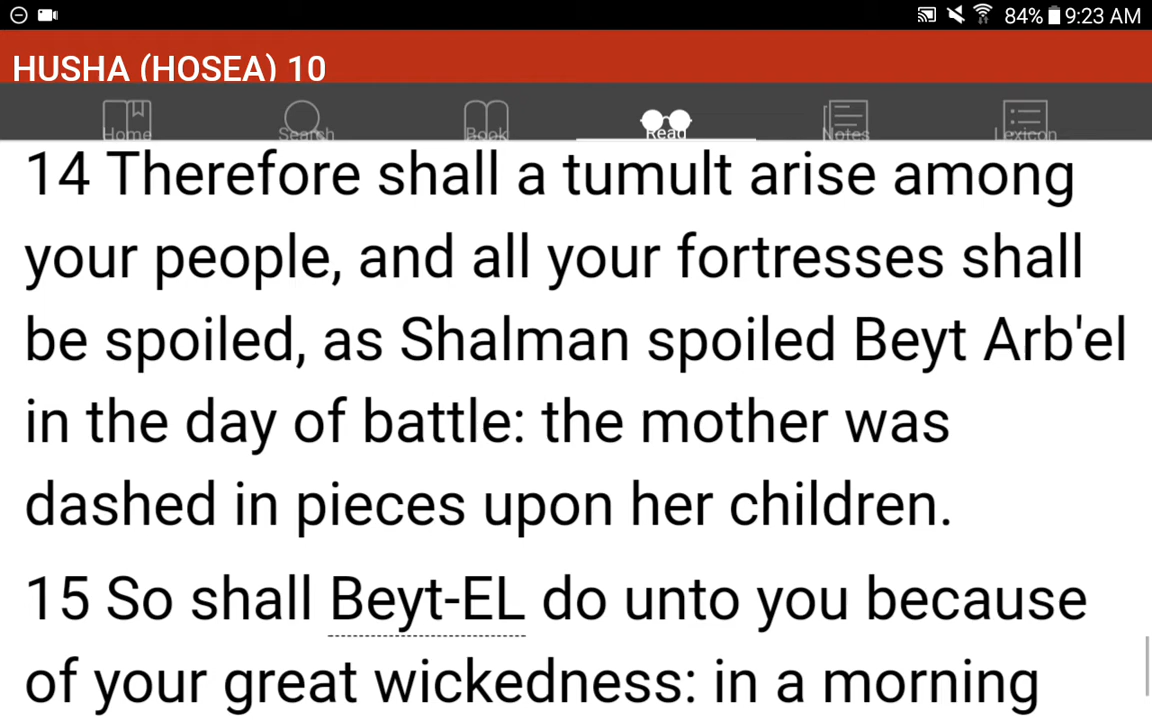 84% 9:23 AM
HUSHA (HOSEA) 10
Home Search Book Read Notes Lexicon
14 Therefore shall a tumult arise among
your people, and all your fortresses shall
be spoiled, as Shalman spoiled Beyt Arb'el
in the day of battle: the mother was
dashed in pieces upon her children.
15 So shall Beyt-EL do unto you because
of your great wickedness: in a morning